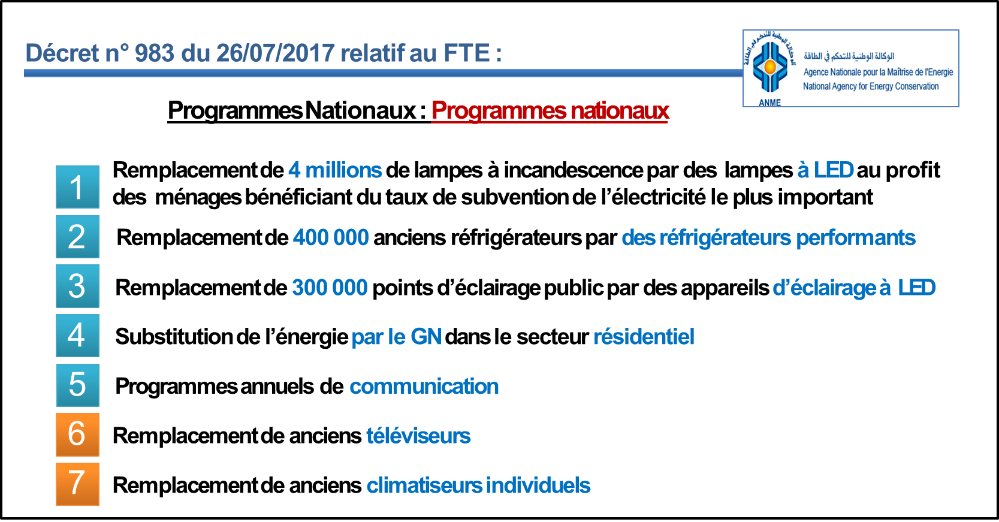 Décret n° 983 du 26/07/2017 relatif au FTE :
الوكالة الوطنية للتحكم في الطاقة
ANME
الوكالة الوطنية للتحكم في الطاقة
Agence Nationale pour la Maîtrise de l'Energie
National Agency for Energy Conservation
Programmes Nationaux : Programmes nationaux
1
Remplacement de 4 millions de lampes à incandescence par des lampes à LED au profit
des ménages bénéficiant du taux de subvention de l’électricité le plus important
2
Remplacement de 400 000 anciens réfrigérateurs par des réfrigérateurs performants
3
Remplacement de 300 000 points d’éclairage public par des appareils d’éclairage à LED
4
Substitution de l’énergie par le GN dans le secteur résidentiel
5
Programmes annuels de communication
6
Remplacement de anciens téléviseurs
7
Remplacement de anciens climatiseurs individuels